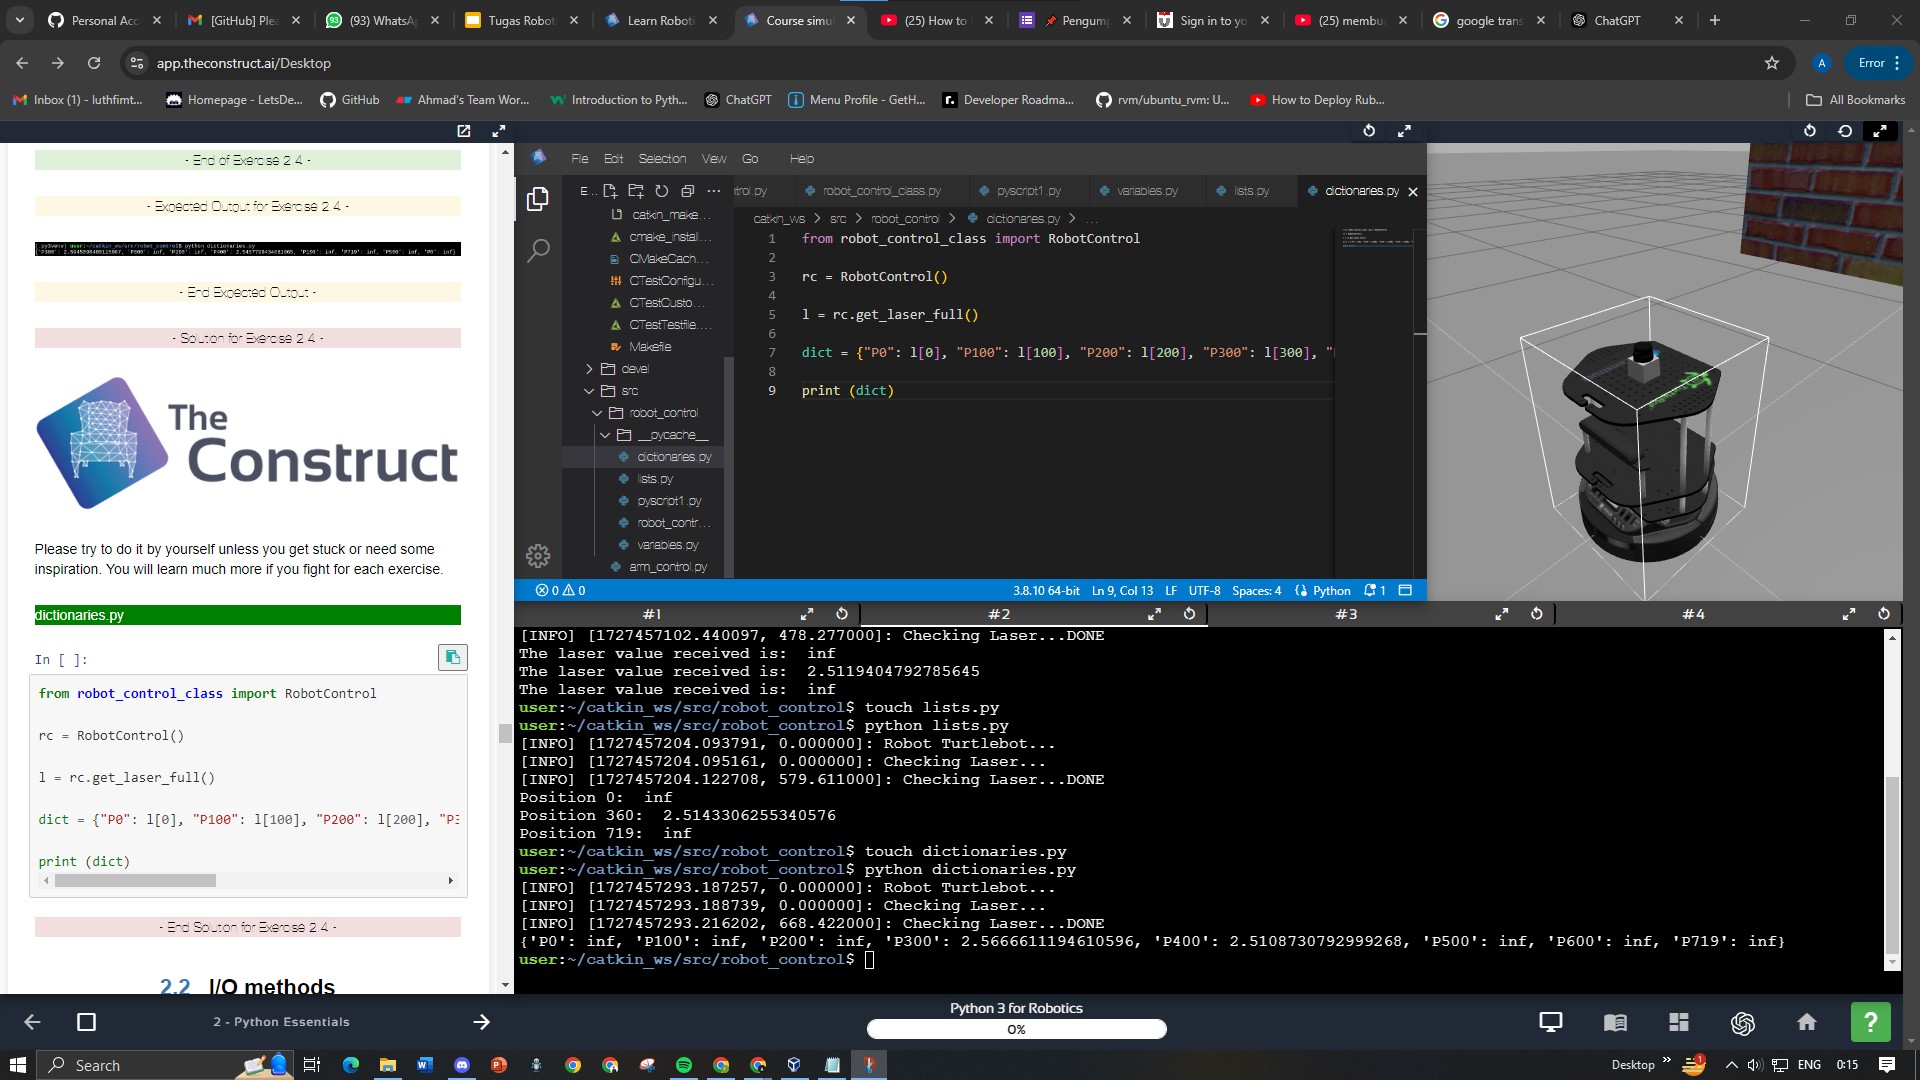 Personal Acc
[GitHub] Plea
(93) WhatsA
Tugas Robot
Learn Roboti
Course simu
(25) How to
Pengum
Sign in to yo
(25) membu
google trans
ChatGPT
app.theconstruct.ai/Desktop
A
Error
Inbox (1) - luthfimt...
Homepage - LetsDe...
GitHub
Ahmad's Team Wor...
Introduction to Pyth...
ChatGPT
Menu Profile - GetH...
Developer Roadma...
rvm/ubuntu_rvm: U...
How to Deploy Rub...
All Bookmarks
- End of Exercise 2.4 -
- Expected Output for Exercise 2.4 -
- End Expected Output -
- Solution for Exercise 2.4 -
The
Construct
Please try to do it by yourself unless you get stuck or need some
inspiration. You will learn much more if you fight for each exercise.
dictionaries.py
In [ ]:
from robot_control_class import RobotControl
rc = RobotControl()
l = rc.get_laser_full()
dict = {"P0": l[0], "P100": l[100], "P200": l[200], "P3
print (dict)
- End Solution for Exercise 2.4 -
2.2 I/O methods
File Edit Selection View Go Help
E...
trol.py
robot_control_class.py
pyscript1.py
variables.py
lists.py
dictionaries.py
catkin_ws > src > robot_control > dictionaries.py > ...
catkin_make...
cmake_instal...
CMakeCach...
CTestConfigu...
CTestCusto...
CTestTestfile....
Makefile
devel
src
robot_control
__pycache__
dictionaries.py
lists.py
pyscript1.py
robot_contr...
variables.py
arm_control.py
1 from robot_control_class import RobotControl
2
3 rc = RobotControl()
4
5 l = rc.get_laser_full()
6
7 dict = {"P0": l[0], "P100": l[100], "P200": l[200], "P300": l[300], "
8
9 print (dict)
0 0
3.8.10 64-bit
Ln 9, Col 13
LF
UTF-8
Spaces: 4
Python
1
#1
#2
#3
#4
[INFO] [1727457102.440097, 478.277000]: Checking Laser...DONE
The laser value received is:  inf
The laser value received is:  2.5119404792785645
The laser value received is:  inf
user:~/catkin_ws/src/robot_control$ touch lists.py
user:~/catkin_ws/src/robot_control$ python lists.py
[INFO] [1727457204.093791, 0.000000]: Robot Turtlebot...
[INFO] [1727457204.095161, 0.000000]: Checking Laser...
[INFO] [1727457204.122708, 579.611000]: Checking Laser...DONE
Position 0:  inf
Position 360:  2.5143306255340576
Position 719:  inf
user:~/catkin_ws/src/robot_control$ touch dictionaries.py
user:~/catkin_ws/src/robot_control$ python dictionaries.py
[INFO] [1727457293.187257, 0.000000]: Robot Turtlebot...
[INFO] [1727457293.188739, 0.000000]: Checking Laser...
[INFO] [1727457293.216202, 668.422000]: Checking Laser...DONE
{'P0': inf, 'P100': inf, 'P200': inf, 'P300': 2.5666611194610596, 'P400': 2.5108730792999268, 'P500': inf, 'P600': inf, 'P719': inf}
user:~/catkin_ws/src/robot_control$
2 - Python Essentials
Python 3 for Robotics
0%
?
Search
Desktop
1
ENG
0:15